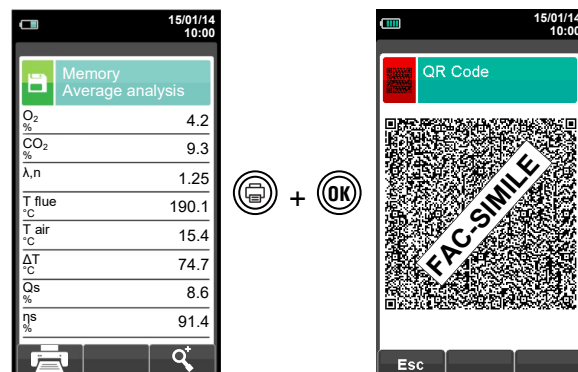 15/01/14
10:00
Memory
Average analysis
O2
%
4.2
CO2
%
9.3
λ,n
1.25
T flue
°C
190.1
T air
°C
15.4
ΔT
°C
74.7
Qs
%
8.6
ηs
%
91.4
+
OK
15/01/14
10:00
QR Code
FAC-SIMILE
Esc